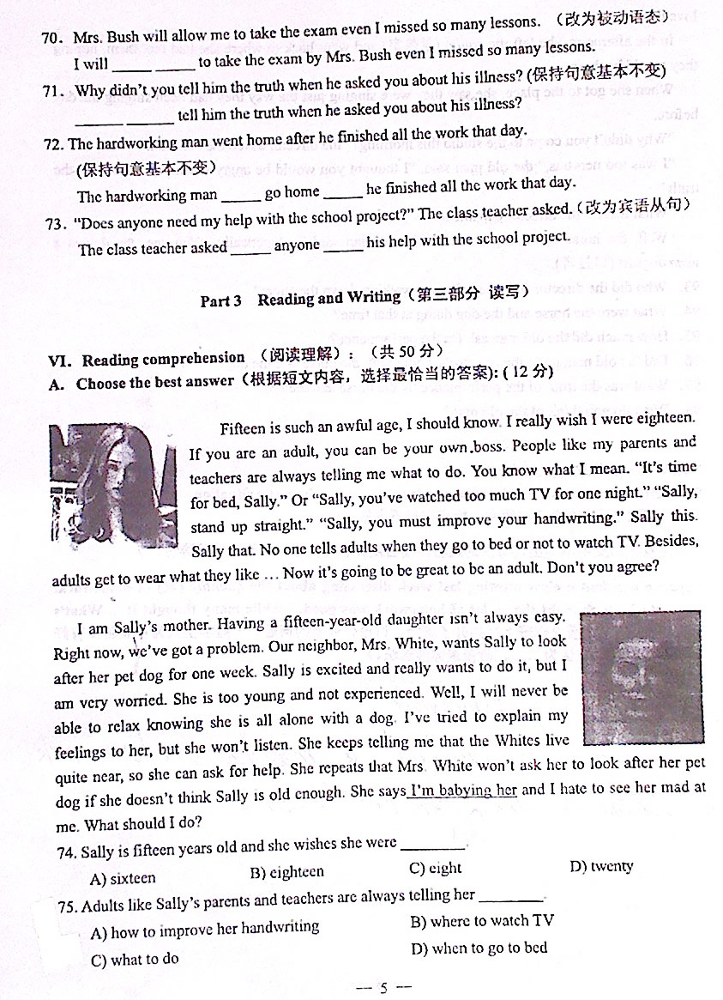 70. Mrs. Bush will allow me to take the exam even I missed so many lessons. （改为被动语态）
I will ______ ______ to take the exam by Mrs. Bush even I missed so many lessons.
71. Why didn't you tell him the truth when he asked you about his illness? (保持句意基本不变)
_______ _______ tell him the truth when he asked you about his illness?
72. The hardworking man went home after he finished all the work that day.
(保持句意基本不变）
The hardworking man ______ go home ______ he finished all the work that day.
73. "Does anyone need my help with the school project?" The class teacher asked.（改为宾语从句）
The class teacher asked ______ anyone ______ his help with the school project.
Part 3 Reading and Writing（第三部分 读写）
VI. Reading comprehension （阅读理解）：（共 50 分）
A. Choose the best answer（根据短文内容，选择最恰当的答案): ( 12 分)
Fifteen is such an awful age, I should know. I really wish I were eighteen.
If you are an adult, you can be your own boss. People like my parents and
teachers are always telling me what to do. You know what I mean. "It's time
for bed, Sally." Or "Sally, you've watched too much TV for one night." "Sally,
stand up straight." "Sally, you must improve your handwriting." Sally this.
Sally that. No one tells adults when they go to bed or not to watch TV. Besides,
adults get to wear what they like … Now it's going to be great to be an adult. Don't you agree?
I am Sally's mother. Having a fifteen-year-old daughter isn't always easy.
Right now, we've got a problem. Our neighbor, Mrs. White, wants Sally to look
after her pet dog for one week. Sally is excited and really wants to do it, but I
am very worried. She is too young and not experienced. Well, I will never be
able to relax knowing she is all alone with a dog. I've tried to explain my
feelings to her, but she won't listen. She keeps telling me that the Whites live
quite near, so she can ask for help. She repeats that Mrs. White won't ask her to look after her pet
dog if she doesn't think Sally is old enough. She says I'm babying her and I hate to see her mad at
me. What should I do?
74. Sally is fifteen years old and she wishes she were _________.
A) sixteen B) eighteen C) eight D) twenty
75. Adults like Sally's parents and teachers are always telling her _________.
A) how to improve her handwriting B) where to watch TV
C) what to do D) when to go to bed
— 5 —